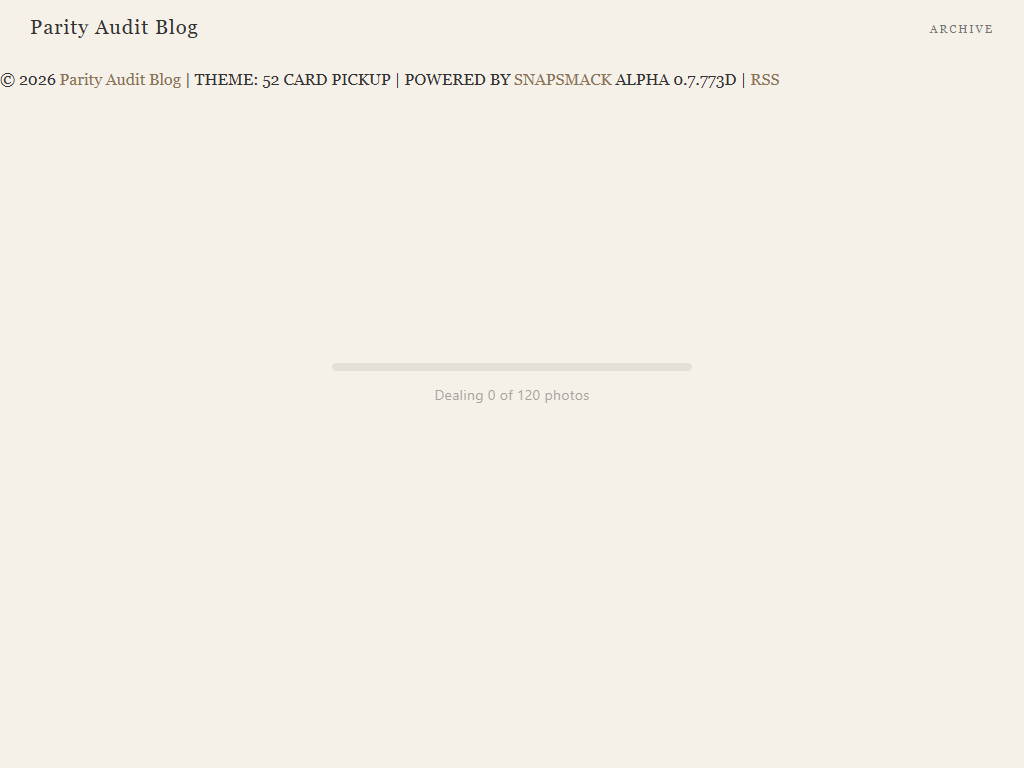 Parity Audit Blog
ARCHIVE
© 2026 Parity Audit Blog | THEME: 52 CARD PICKUP | POWERED BY SNAPSMACK ALPHA 0.7.773D | RSS
Dealing 0 of 120 photos